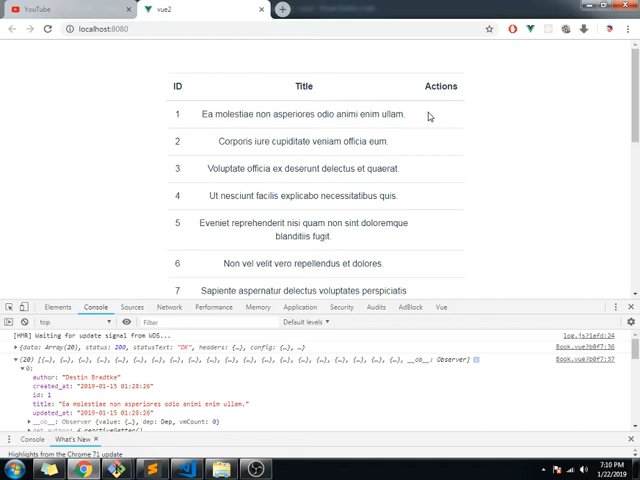 YouTube
vue2
localhost:8080
ID Title Actions
1 Ea molestiae non asperiores odio animi enim ullam.
2 Corporis iure cupiditate veniam officia eum.
3 Voluptate officia ex deserunt delectus et quaerat.
4 Ut nesciunt facilis explicabo necessitatibus quis.
5 Eveniet reprehenderit nisi quam non sint doloremque
blanditiis fugit.
6 Non vel velit vero repellendus et dolores.
7 Sapiente aspernatur delectus voluptates perspiciatis
Elements Console Sources Network Performance Memory Application Security Audits AdBlock Vue
top Filter Default levels
[HMR] Waiting for update signal from WDS... log.js?1afd:24
{data: Array(20), status: 200, statusText: "OK", headers: {…}, config: {…}, …} Book.vue?b0f7:36
(20) [{…}, {…}, {…}, {…}, {…}, {…}, {…}, {…}, {…}, {…}, {…}, {…}, {…}, {…}, {…}, {…}, {…}, {…}, {…}, {…}, __ob__: Observer] Book.vue?b0f7:37
0:
author: "Destin Bradtke"
created_at: "2019-01-15 01:28:26"
id: 1
title: "Ea molestiae non asperiores odio animi enim ullam."
updated_at: "2019-01-15 01:28:26"
__ob__: Observer {value: {…}, dep: Dep, vmCount: 0}
Console What's New
Highlights from the Chrome 71 update
7:10 PM
1/22/2019